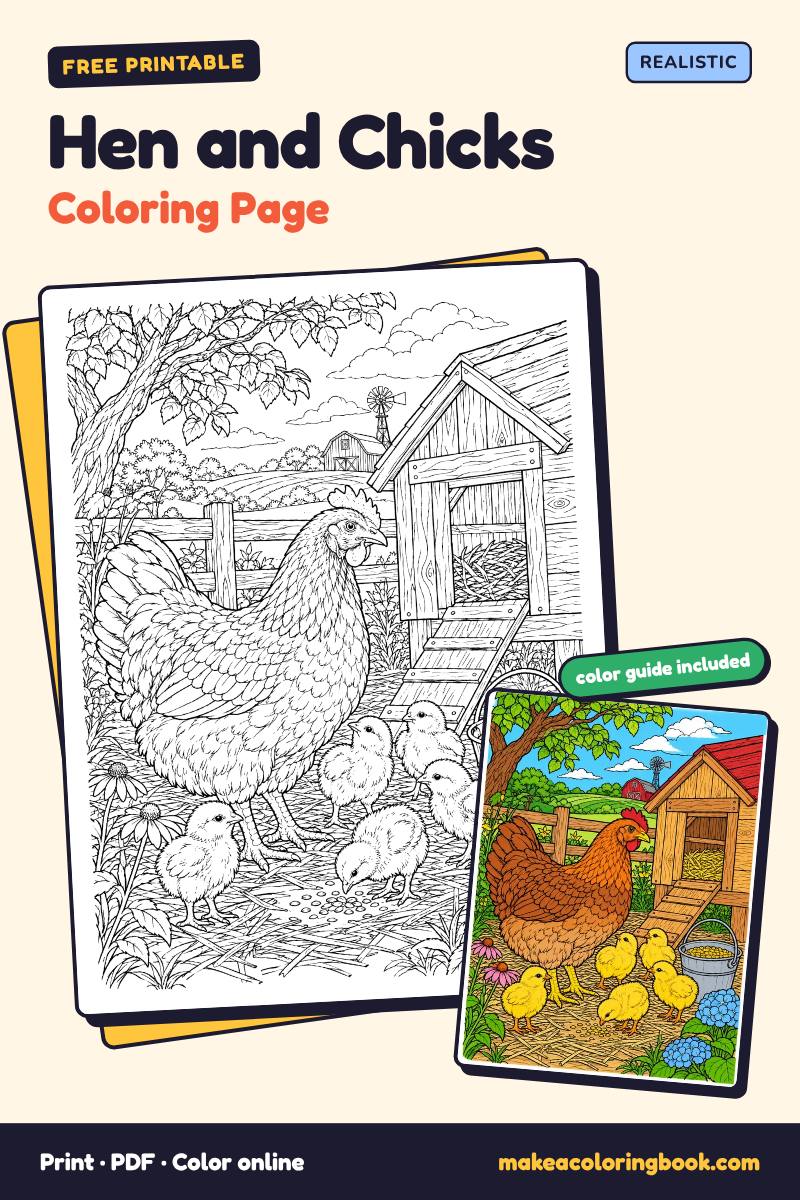 FREE PRINTABLE
REALISTIC
Hen and Chicks
Coloring Page
color guide included
Print · PDF · Color online
makeacoloringbook.com